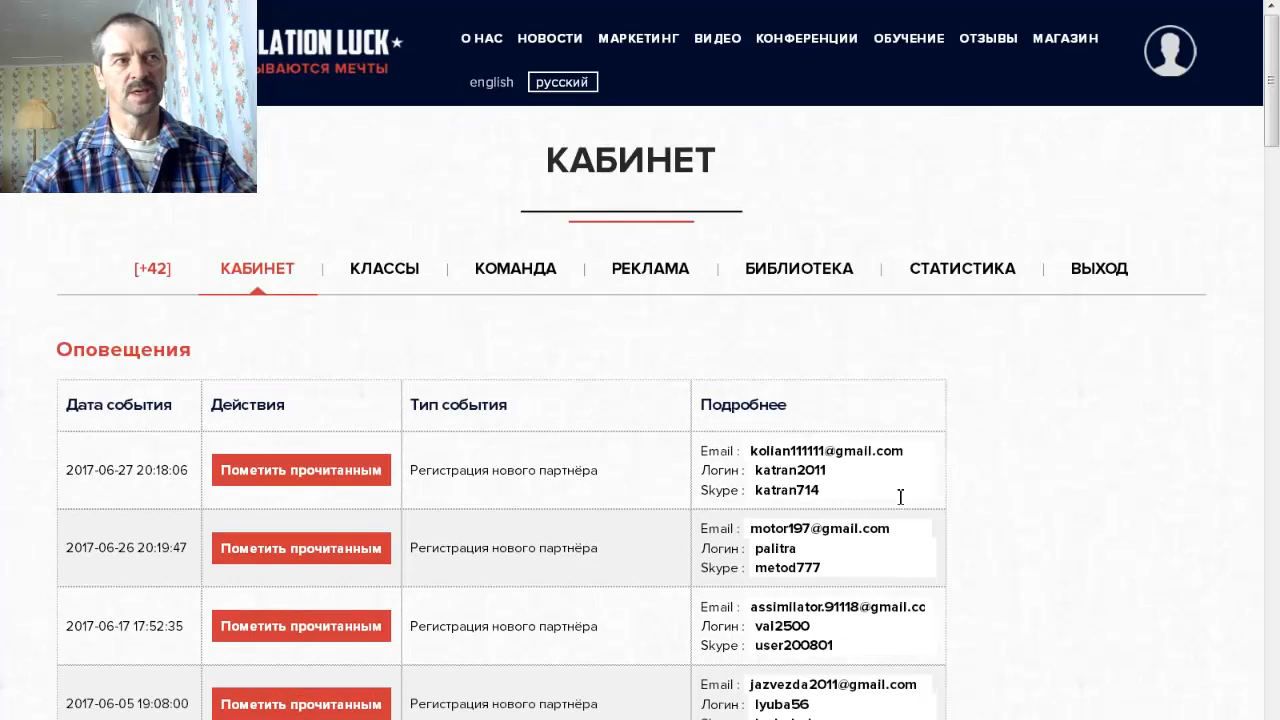 LATION LUCK
ЫВАЮТСЯ МЕЧТЫ
О НАС НОВОСТИ МАРКЕТИНГ ВИДЕО КОНФЕРЕНЦИИ ОБУЧЕНИЕ ОТЗЫВЫ МАГАЗИН
english русский
КАБИНЕТ
[+42] КАБИНЕТ | КЛАССЫ | КОМАНДА | РЕКЛАМА | БИБЛИОТЕКА | СТАТИСТИКА | ВЫХОД
Оповещения
Дата события Действия Тип события Подробнее
Email : kolian111111@gmail.com
2017-06-27 20:18:06 Пометить прочитанным Регистрация нового партнёра Логин : katran2011
Skype : katran714
Email : motor197@gmail.com
2017-06-26 20:19:47 Пометить прочитанным Регистрация нового партнёра Логин : palitra
Skype : metod777
Email : assimilator.91118@gmail.cc
2017-06-17 17:52:35 Пометить прочитанным Регистрация нового партнёра Логин : val2500
Skype : user200801
Email : jazvezda2011@gmail.com
2017-06-05 19:08:00 Пометить прочитанным Регистрация нового партнёра Логин : lyuba56